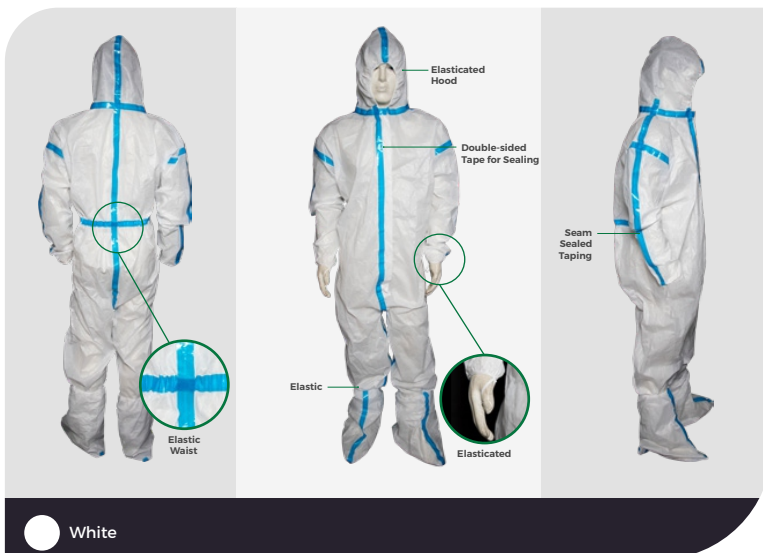 Elasticated
Hood
Double-sided
Tape for Sealing
Seam
Sealed
Taping
Elastic
Elastic
Waist
Elasticated
White